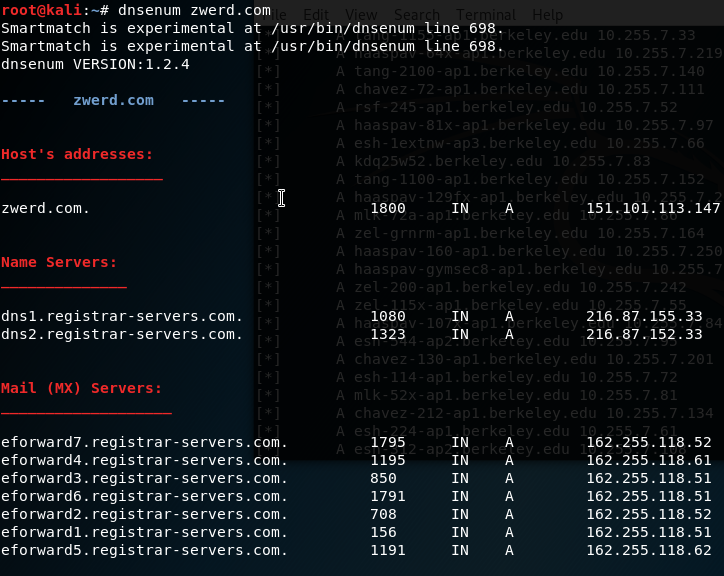 root@kali:~# dnsenum zwerd.com
Smartmatch is experimental at /usr/bin/dnsenum line 698.
Smartmatch is experimental at /usr/bin/dnsenum line 698.
dnsenum VERSION:1.2.4
----- zwerd.com -----
Host's addresses:
__________________
zwerd.com. 1800 IN A 151.101.113.147
Name Servers:
______________
dns1.registrar-servers.com. 1080 IN A 216.87.155.33
dns2.registrar-servers.com. 1323 IN A 216.87.152.33
Mail (MX) Servers:
___________________
eforward7.registrar-servers.com. 1795 IN A 162.255.118.52
eforward4.registrar-servers.com. 1195 IN A 162.255.118.61
eforward3.registrar-servers.com. 850 IN A 162.255.118.51
eforward6.registrar-servers.com. 1791 IN A 162.255.118.51
eforward2.registrar-servers.com. 708 IN A 162.255.118.52
eforward1.registrar-servers.com. 156 IN A 162.255.118.51
eforward5.registrar-servers.com. 1191 IN A 162.255.118.62
File Edit View Search Terminal Help
[*] A haaspav-64x-ap1.berkeley.edu 10.255.7.219
[*] A tang-2100-ap1.berkeley.edu 10.255.7.140
[*] A chavez-72-ap1.berkeley.edu 10.255.7.111
[*] A rsf-245-ap1.berkeley.edu 10.255.7.52
[*] A haaspav-81x-ap1.berkeley.edu 10.255.7.97
[*] A esh-1extnw-ap3.berkeley.edu 10.255.7.66
[*] A kdq25w52.berkeley.edu 10.255.7.83
[*] A tang-1100-ap1.berkeley.edu 10.255.7.152
[*] A haaspav-129fx-ap1.berkeley.edu 10.255.7.2
[*] A mlk-72a-ap1.berkeley.edu
[*] A zel-grnrm-ap1.berkeley.edu 10.255.7.164
[*] A haaspav-160-ap1.berkeley.edu 10.255.7.250
[*] A haaspav-gymsec8-ap1.berkeley.edu 10.255.7
[*] A zel-200-ap1.berkeley.edu 10.255.7.242
[*] A zel-115x-ap1.berkeley.edu 10.255.7.55
[*] A haaspav-107x-ap1.berkeley.edu
[*] A esh-544-ap2.berkeley.edu
[*] A chavez-130-ap1.berkeley.edu 10.255.7.201
[*] A esh-114-ap1.berkeley.edu 10.255.7.72
[*] A mlk-52x-ap1.berkeley.edu 10.255.7.81
[*] A chavez-212-ap1.berkeley.edu 10.255.7.134
[*] A esh-224-ap1.berkeley.edu 10.255.7.61
[*] A esh-512-ap2.berkeley.edu